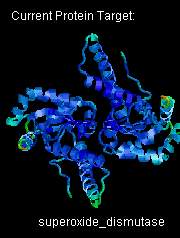 Current Protein Target:
superoxide_dismutase